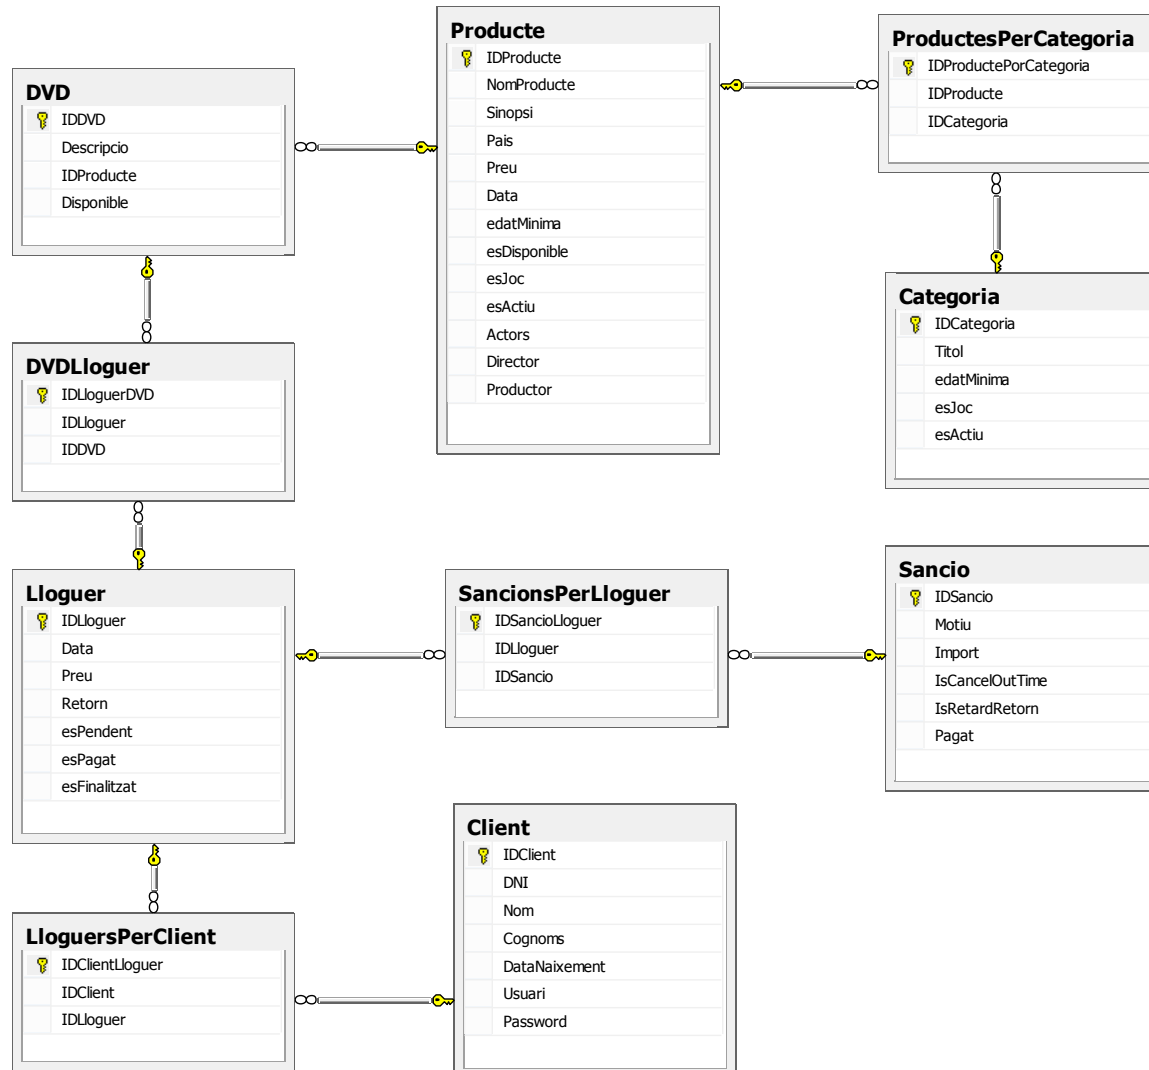 DVD
IDDVD
Descripcio
IDProducte
Disponible
Producte
IDProducte
NomProducte
Sinopsi
Pais
Preu
Data
edatMinima
esDisponible
esJoc
esActiu
Actors
Director
Productor
ProductesPerCategoria
IDProductePorCategoria
IDProducte
IDCategoria
Categoria
IDCategoria
Titol
edatMinima
esJoc
esActiu
DVDLloguer
IDLloguerDVD
IDLloguer
IDDVD
Lloguer
IDLloguer
Data
Preu
Retorn
esPendent
esPagat
esFinalitzat
SancionsPerLloguer
IDSancioLloguer
IDLloguer
IDSancio
Sancio
IDSancio
Motiu
Import
IsCancelOutTime
IsRetardRetorn
Pagat
LloguersPerClient
IDClientLloguer
IDClient
IDLloguer
Client
IDClient
DNI
Nom
Cognoms
DataNaixement
Usuari
Password